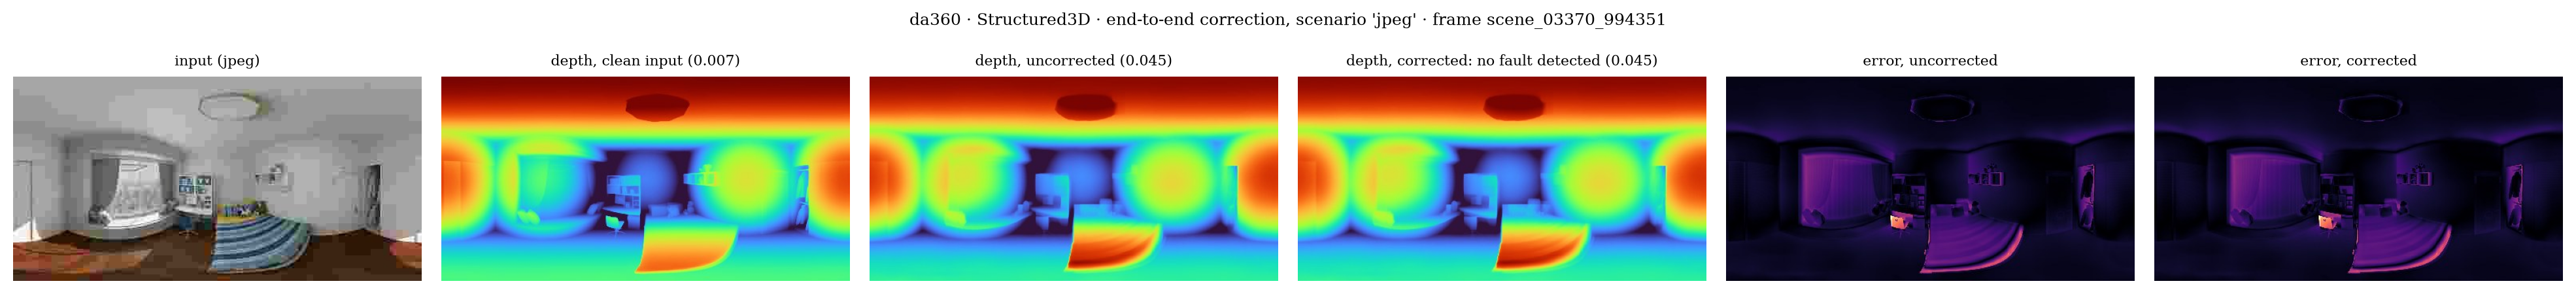 da360 · Structured3D · end-to-end correction, scenario 'jpeg' · frame scene_03370_994351
input (jpeg)
depth, clean input (0.007)
depth, uncorrected (0.045)
depth, corrected: no fault detected (0.045)
error, uncorrected
error, corrected